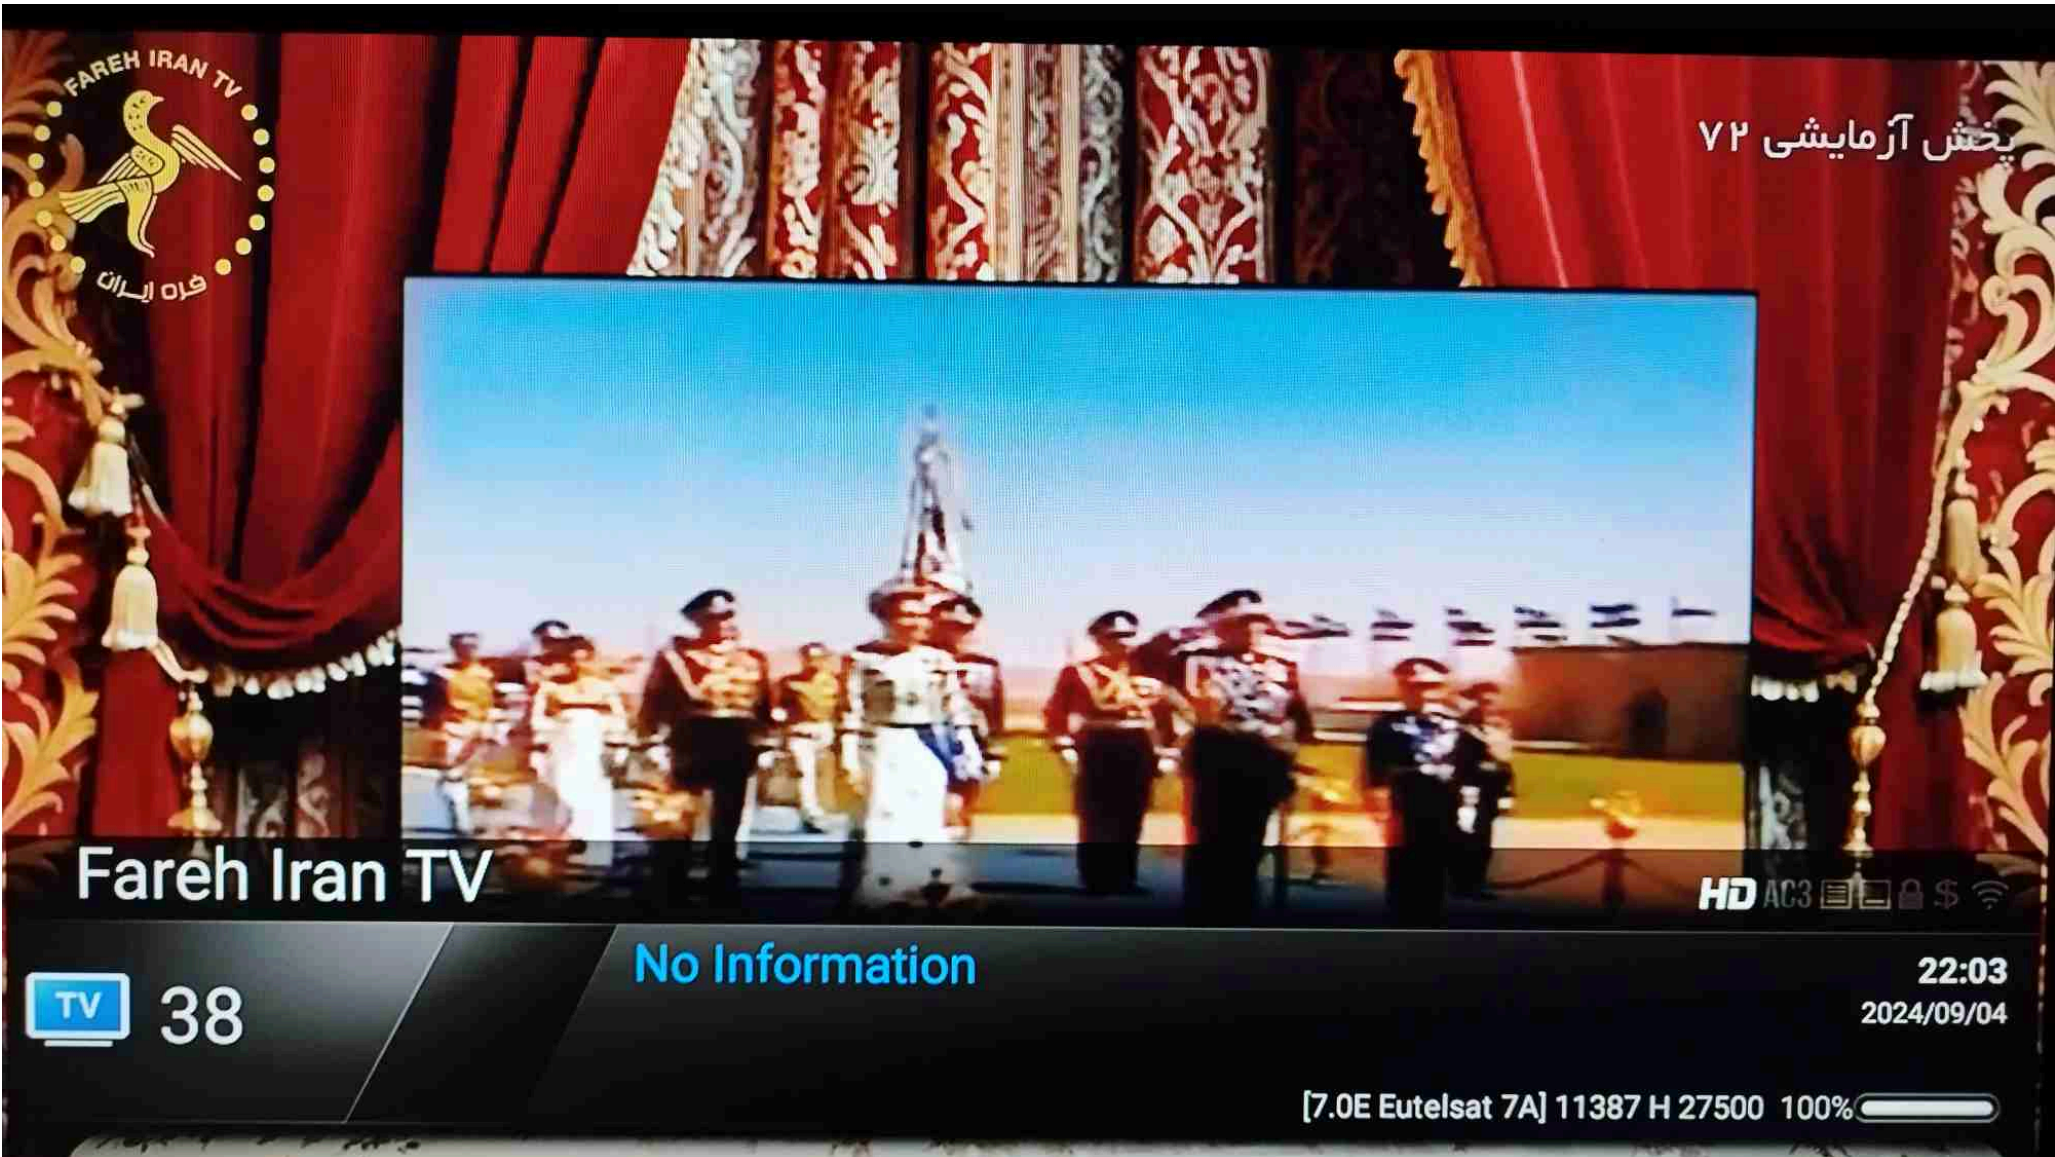 FAREH IRAN TV
فره ایران
پخش آزمایشی ۷۲
Fareh Iran TV
HD AC3 $
TV 38
No Information
22:03
2024/09/04
[7.0E Eutelsat 7A] 11387 H 27500 100%